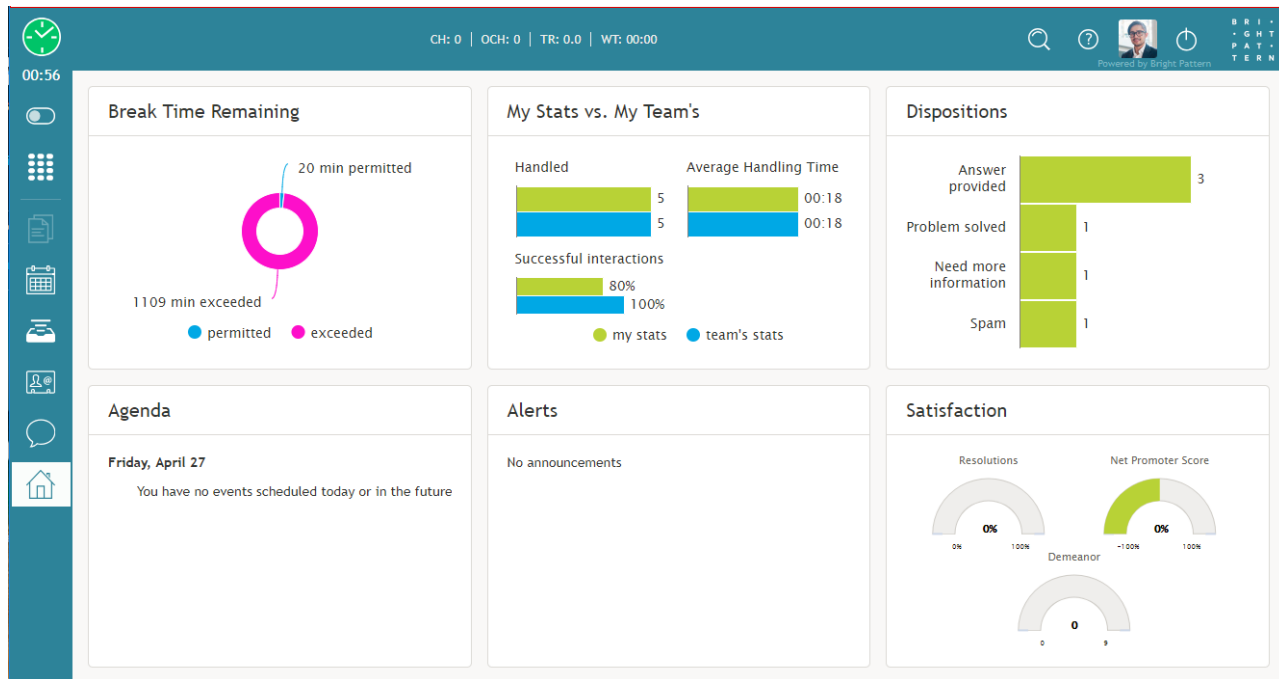 CH: 0 | OCH: 0 | TR: 0.0 | WT: 00:00
BRI·
·GHT
PAT·
TERN
Powered by Bright Pattern
00:56
Break Time Remaining
20 min permitted
1109 min exceeded
permitted exceeded
My Stats vs. My Team's
Handled
5
5
Average Handling Time
00:18
00:18
Successful interactions
80%
100%
my stats team's stats
Dispositions
Answer
provided
3
Problem solved
1
Need more
information
1
Spam
1
Agenda
Friday, April 27
You have no events scheduled today or in the future
Alerts
No announcements
Satisfaction
Resolutions
0%
0% 100%
Net Promoter Score
0%
-100% 100%
Demeanor
0
0 9